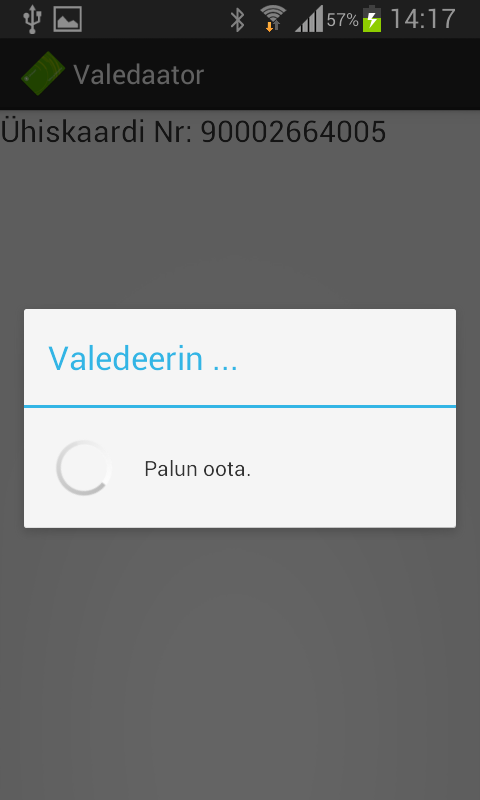 57% 14:17
Valedaator
Ühiskaardi Nr: 90002664005
Valedeerin ...
Palun oota.